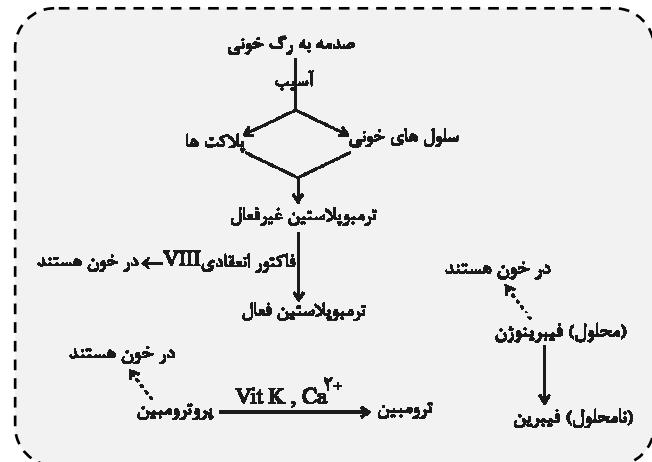 صدمه به رگ خونی
آسیب
سلول های خونی
پلاکت ها
ترمبوپلاستین غیرفعال
فاکتور انعقادی VIII
در خون هستند
ترمبوپلاستین فعال
در خون هستند
(محلول) فیبرینوژن
(نامحلول) فیبرین
در خون هستند
پروترومبین
Vit K , Ca²⁺
ترومبین